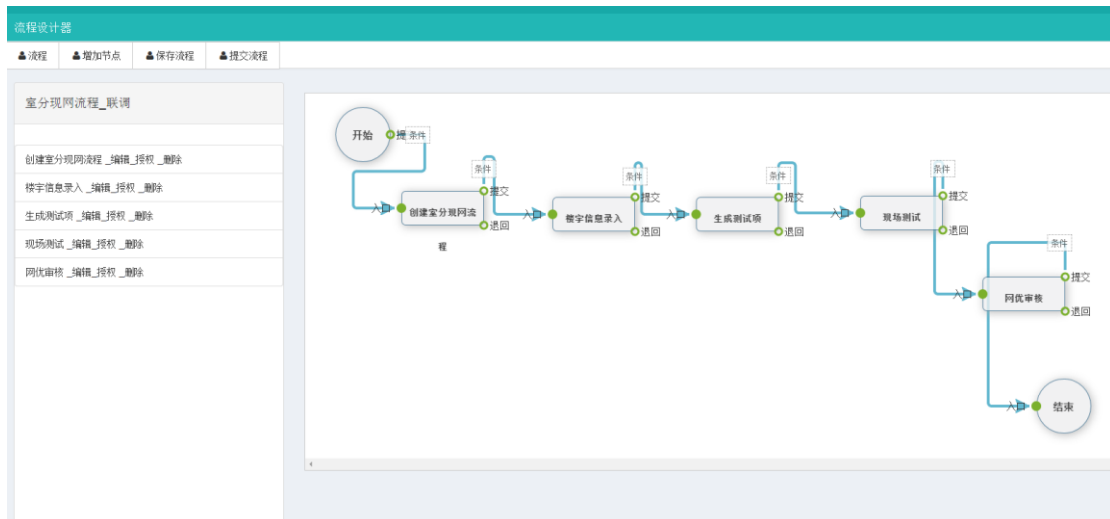 流程设计器
流程 增加节点 保存流程 提交流程
室分现网流程_联调
创建室分现网流程 _编辑_授权 _删除
楼宇信息录入 _编辑_授权 _删除
生成测试项 _编辑_授权 _删除
现场测试 _编辑_授权 _删除
网优审核 _编辑_授权 _删除
开始 提 条件
条件 条件 条件 条件
提交 提交 提交 提交
入 创建室分现网流程 入 楼宇信息录入 入 生成测试项 入 现场测试
退回 退回 退回 退回
条件
提交
入 网优审核
退回
入 结束